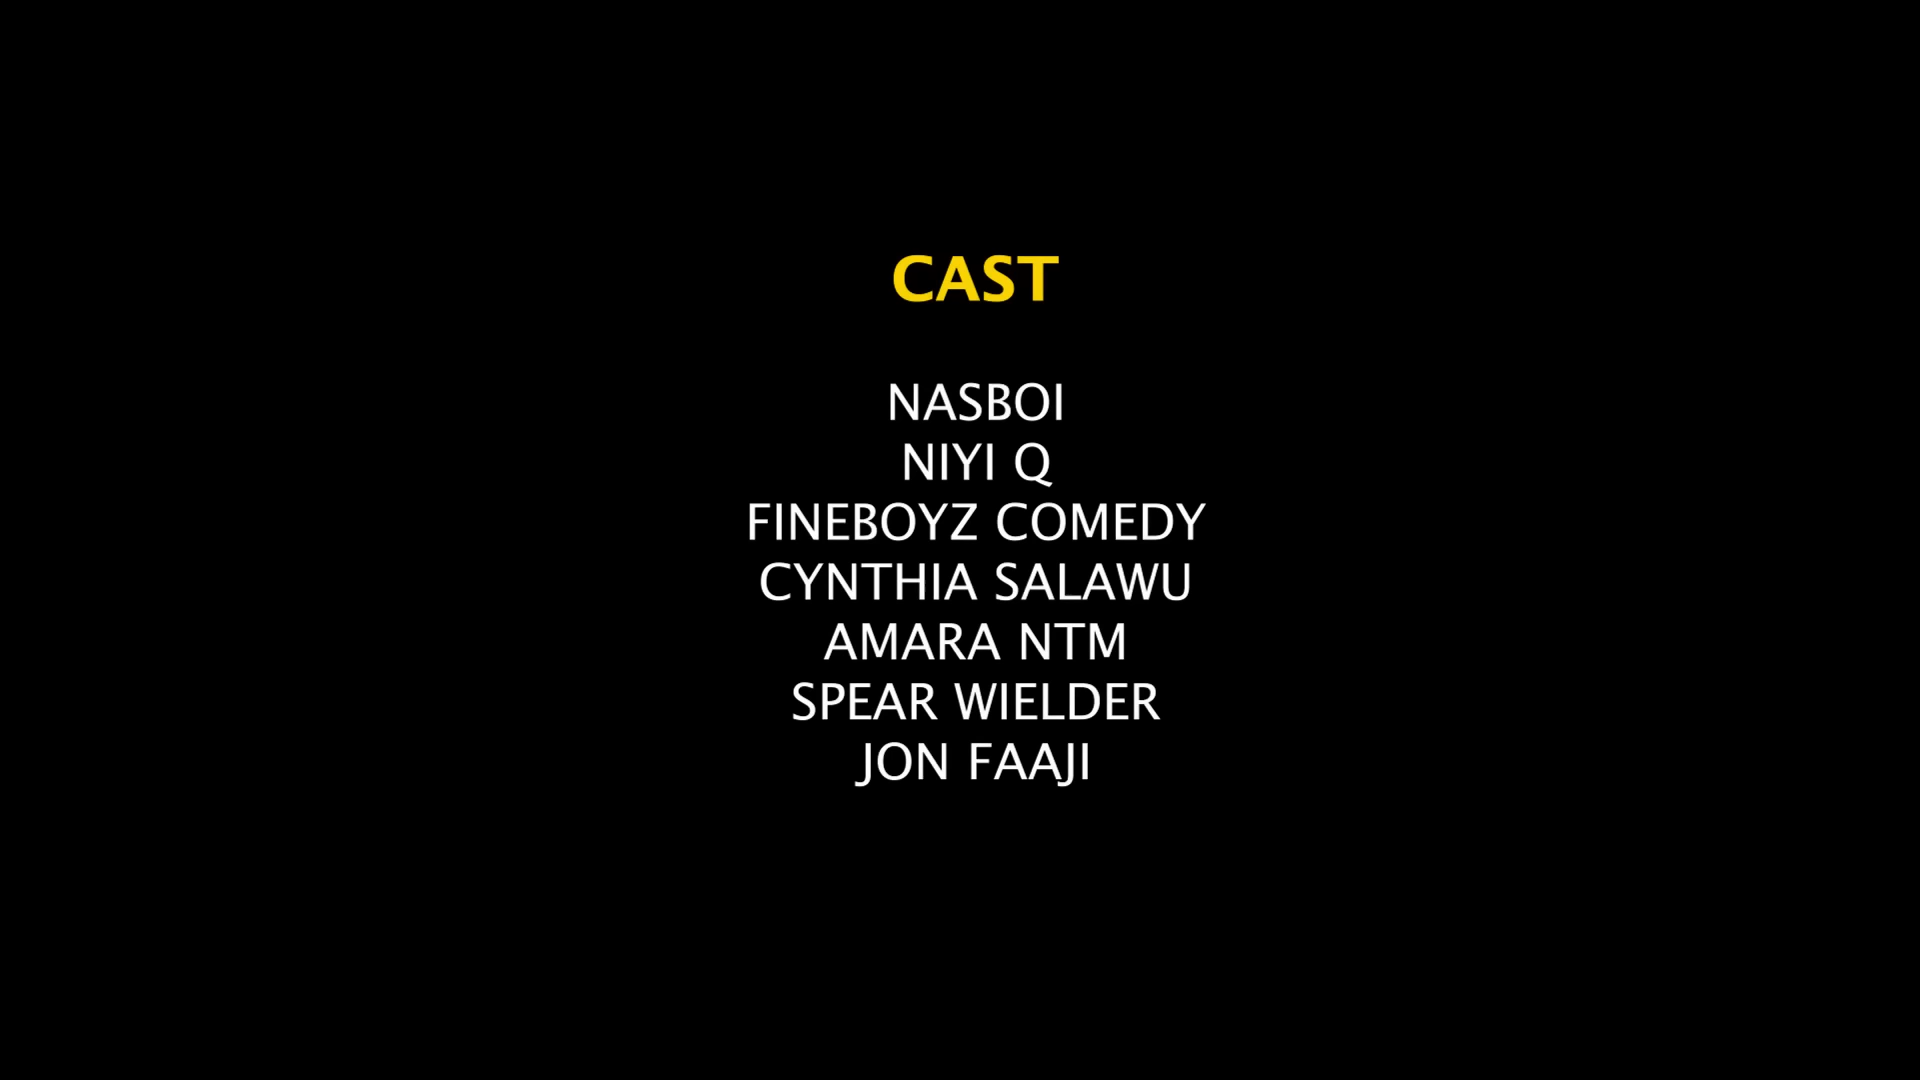 CAST
NASBOI
NIYI Q
FINEBOYZ COMEDY
CYNTHIA SALAWU
AMARA NTM
SPEAR WIELDER
JON FAAJI